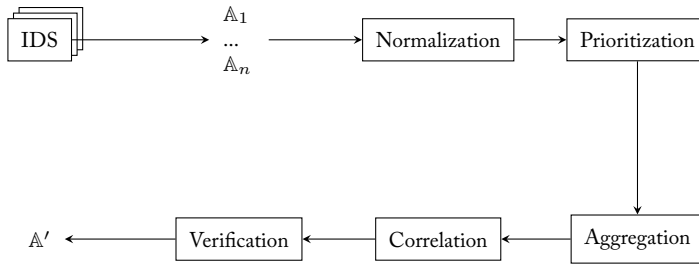 IDS
𝔸₁
...
𝔸ₙ
Normalization
Prioritization
𝔸′
Verification
Correlation
Aggregation